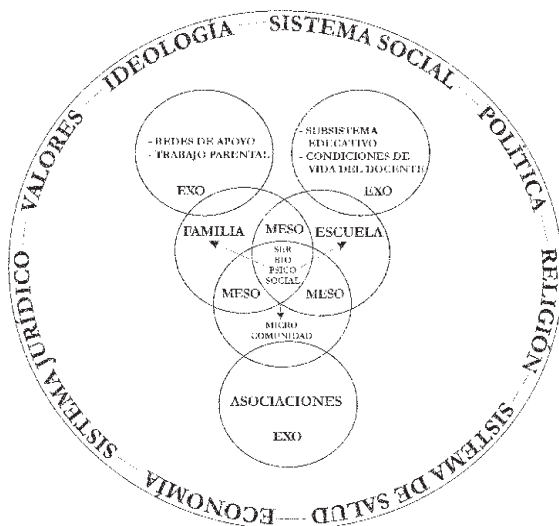 IDEOLOGÍA
SISTEMA SOCIAL
POLÍTICA
RELIGIÓN
SISTEMA DE SALUD
ECONOMÍA
SISTEMA JURÍDICO
VALORES
- REDES DE APOYO
- TRABAJO PARENTAL
EXO
- SUBSISTEMA
EDUCATIVO
- CONDICIONES DE
VIDA DEL DOCENTE
EXO
FAMILIA
MESO
ESCUELA
SER
BIO
PSICO
SOCIAL
MESO
MESO
MICRO
COMUNIDAD
ASOCIACIONES
EXO